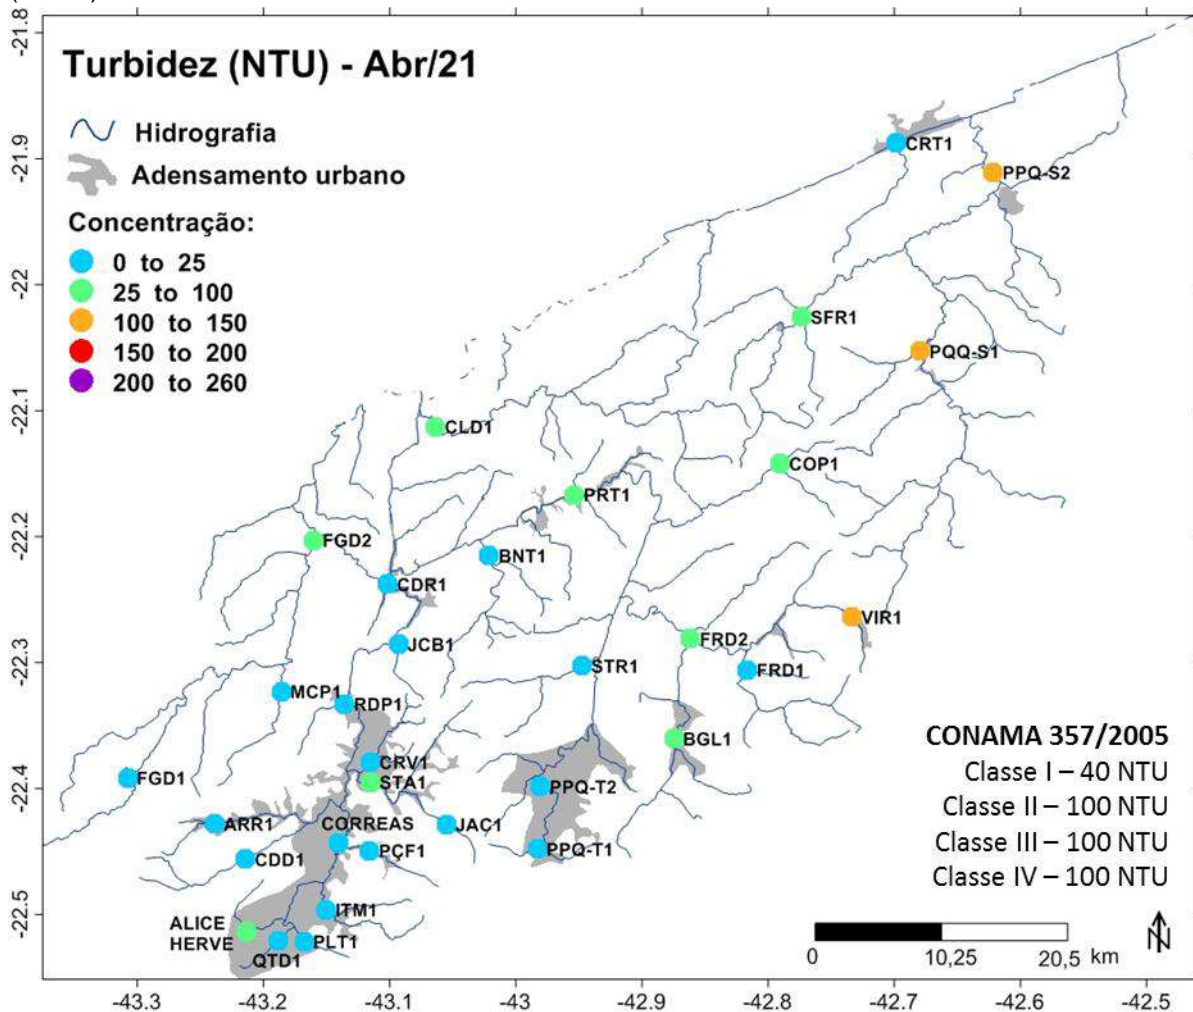 Turbidez (NTU) - Abr/21
Hidrografia
Adensamento urbano
Concentração:
0 to 25
25 to 100
100 to 150
150 to 200
200 to 260
CRT1
PPQ-S2
SFR1
PQQ-S1
CLD1
COP1
PRT1
FGD2
BNT1
CDR1
VIR1
FRD2
JCB1
STR1
FRD1
MCP1
RDP1
BGL1
CRV1
FGD1
STA1
PPQ-T2
ARR1
CORREAS
JAC1
CDD1
PÇF1
PPQ-T1
ITM1
ALICE
HERVE
QTD1
PLT1
CONAMA 357/2005
Classe I – 40 NTU
Classe II – 100 NTU
Classe III – 100 NTU
Classe IV – 100 NTU
0
10,25
20,5 km
N
-21.8
-21.9
-22
-22.1
-22.2
-22.3
-22.4
-22.5
-43.3
-43.2
-43.1
-43
-42.9
-42.8
-42.7
-42.6
-42.5